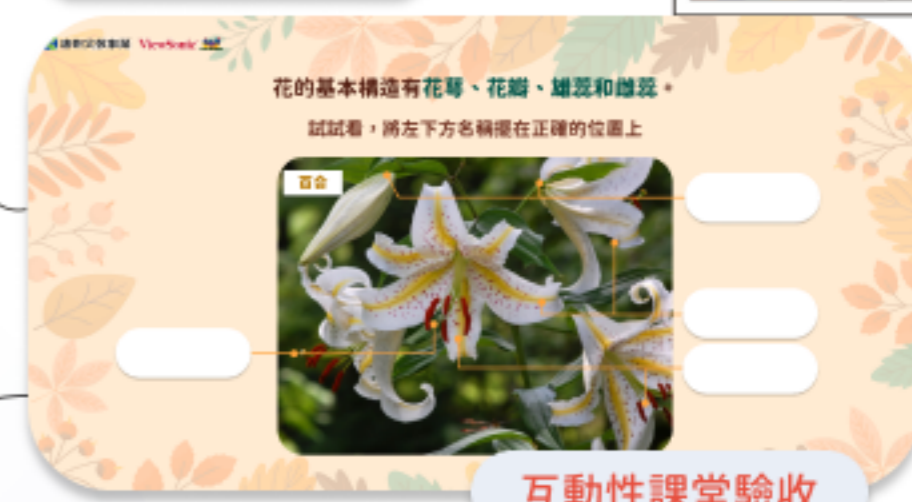 ViewSonic
花的基本構造有花萼、花瓣、雄蕊和雌蕊。
試試看，將左下方名稱擺在正確的位置上
百合
互動性課堂驗收